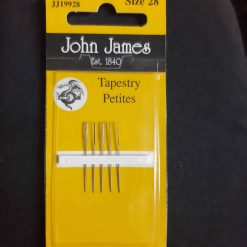 JJ19928 Size 28
John James
Est. 1840
Tapestry
Petites